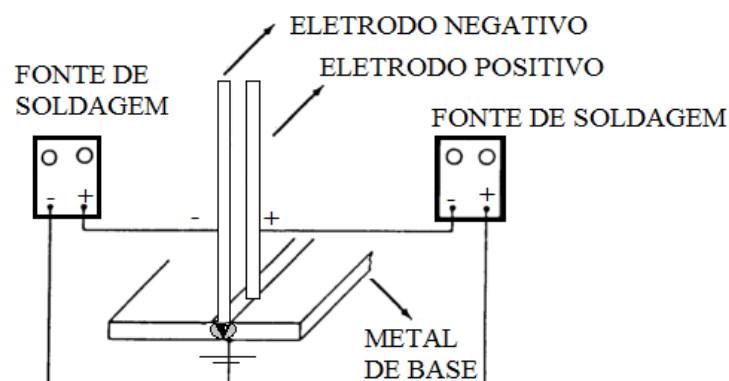 ELETRODO NEGATIVO
FONTE DE
SOLDAGEM
ELETRODO POSITIVO
FONTE DE SOLDAGEM
- +
- +
- +
METAL
DE BASE